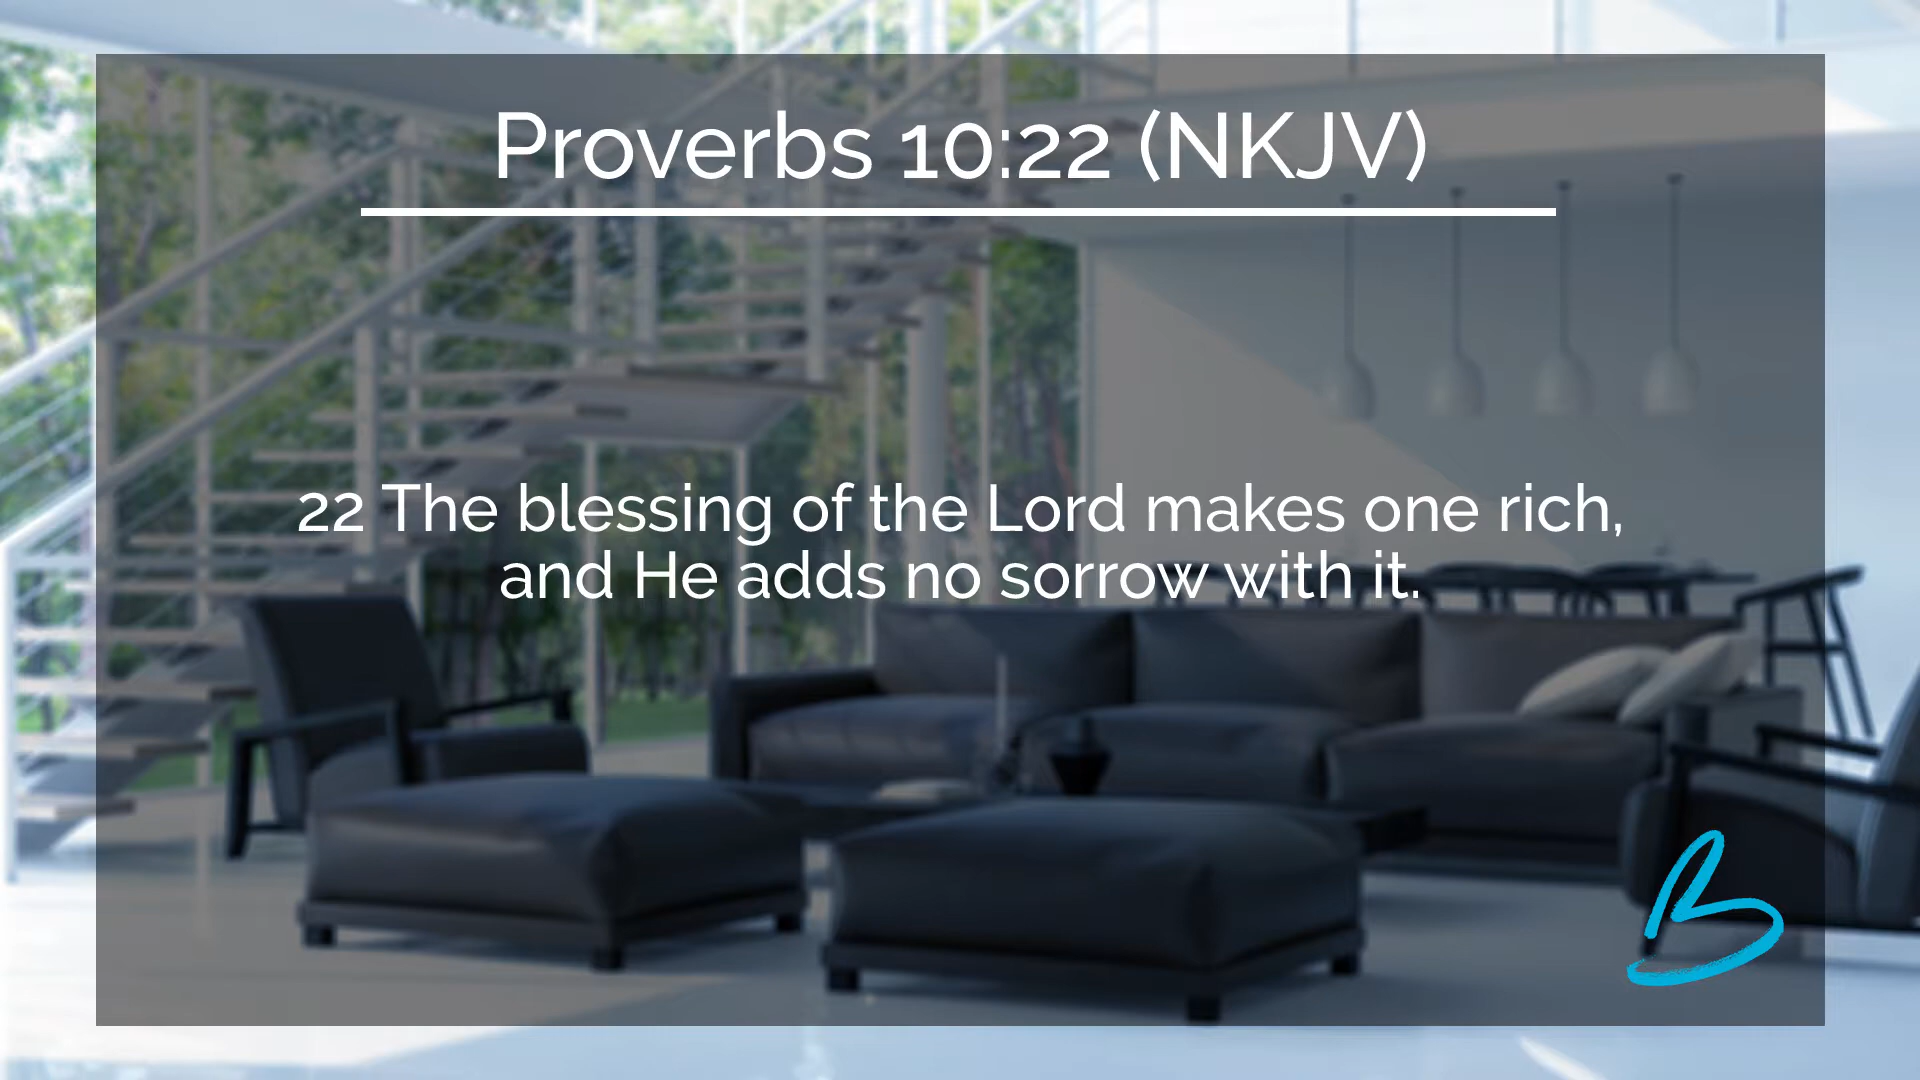 Proverbs 10:22 (NKJV)
22 The blessing of the Lord makes one rich,
and He adds no sorrow with it.
B